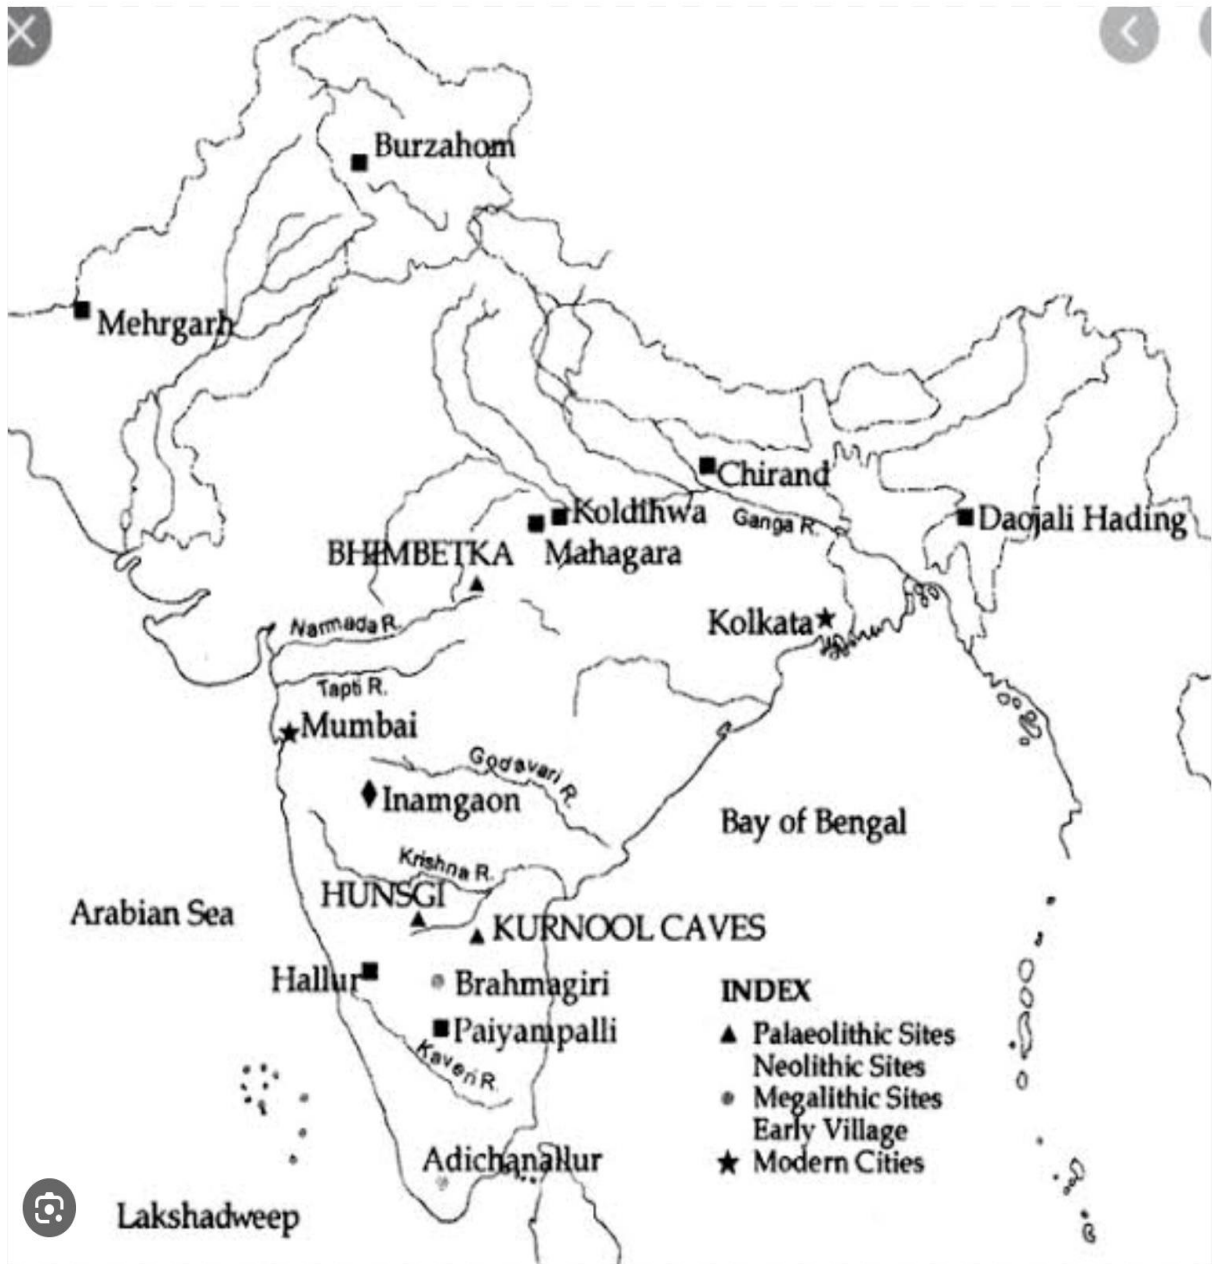 Burzahom
Mehrgarh
Chirand
Koldihwa
Ganga R.
Daojali Hading
BHIMBETKA
Mahagara
Kolkata
Narmada R.
Tapti R.
Mumbai
Godavari R.
Inamgaon
Bay of Bengal
Krishna R.
HUNSGI
Arabian Sea
KURNOOL CAVES
Hallur
Brahmagiri
Paiyampalli
Kaveri R.
Adichanallur
Lakshadweep
INDEX
Palaeolithic Sites
Neolithic Sites
Megalithic Sites
Early Village
Modern Cities